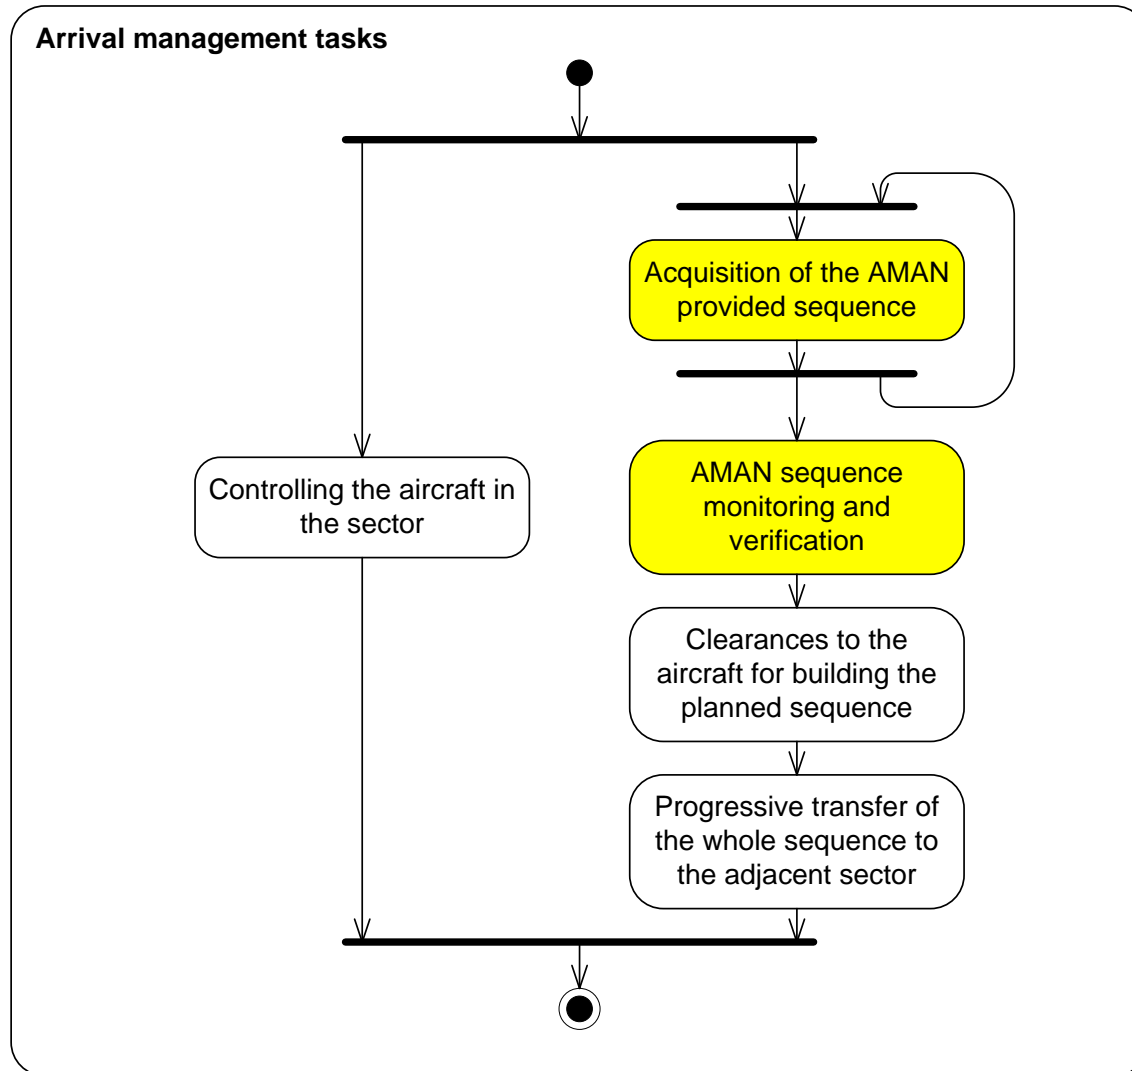 Arrival management tasks
Acquisition of the AMAN
provided sequence
Controlling the aircraft in
the sector
AMAN sequence
monitoring and
verification
Clearances to the
aircraft for building the
planned sequence
Progressive transfer of
the whole sequence to
the adjacent sector